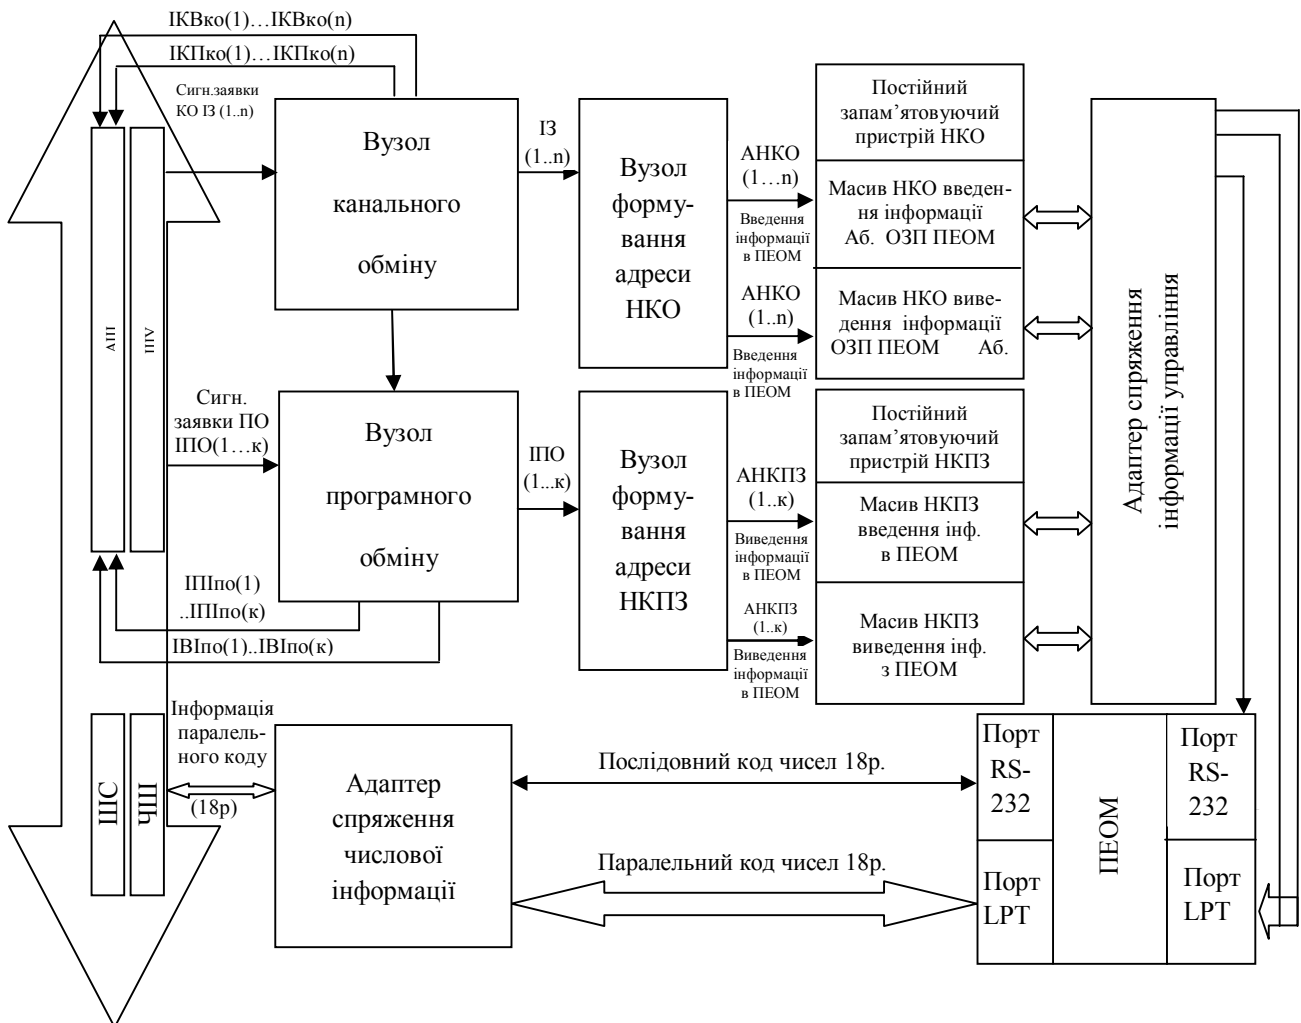 ІКВко(1)…ІКВко(n)
ІКПко(1)…ІКПко(n)
Сигн.заявки
КО ІЗ (1..n)
Вузол
канального
обміну
ІЗ
(1..n)
Вузол
форму-
вання
адреси
НКО
АНКО
(1…n)
Введення
інформації
в ПЕОМ
АНКО
(1..n)
Введення
інформації
в ПЕОМ
Постійний
запам’ятовуючий
пристрій НКО
Масив НКО введен-
ня інформації
Аб. ОЗП ПЕОМ
Масив НКО виве-
дення інформації
ОЗП ПЕОМ Аб.
Адаптер спряження
інформації управління
Сигн.
заявки ПО
ІПО(1…к)
Вузол
програмного
обміну
ІПО
(1...к)
Вузол
форму-
вання
адреси
НКПЗ
АНКПЗ
(1..к)
Виведення
інформації
в ПЕОМ
АНКПЗ
(1..к)
Виведення
інформації
в ПЕОМ
Постійний
запам’ятовуючий
пристрій НКПЗ
Масив НКПЗ
введення інф.
в ПЕОМ
Масив НКПЗ
виведення інф.
з ПЕОМ
ІПІпо(1)
..ІПІпо(к)
ІВІпо(1)..ІВІпо(к)
Інформація
паралель-
ного коду
(18р)
Адаптер
спряження
числової
інформації
Послідовний код чисел 18р.
Паралельний код чисел 18р.
Порт
RS-
232
Порт
LPT
ПЕОМ
Порт
RS-
232
Порт
LPT